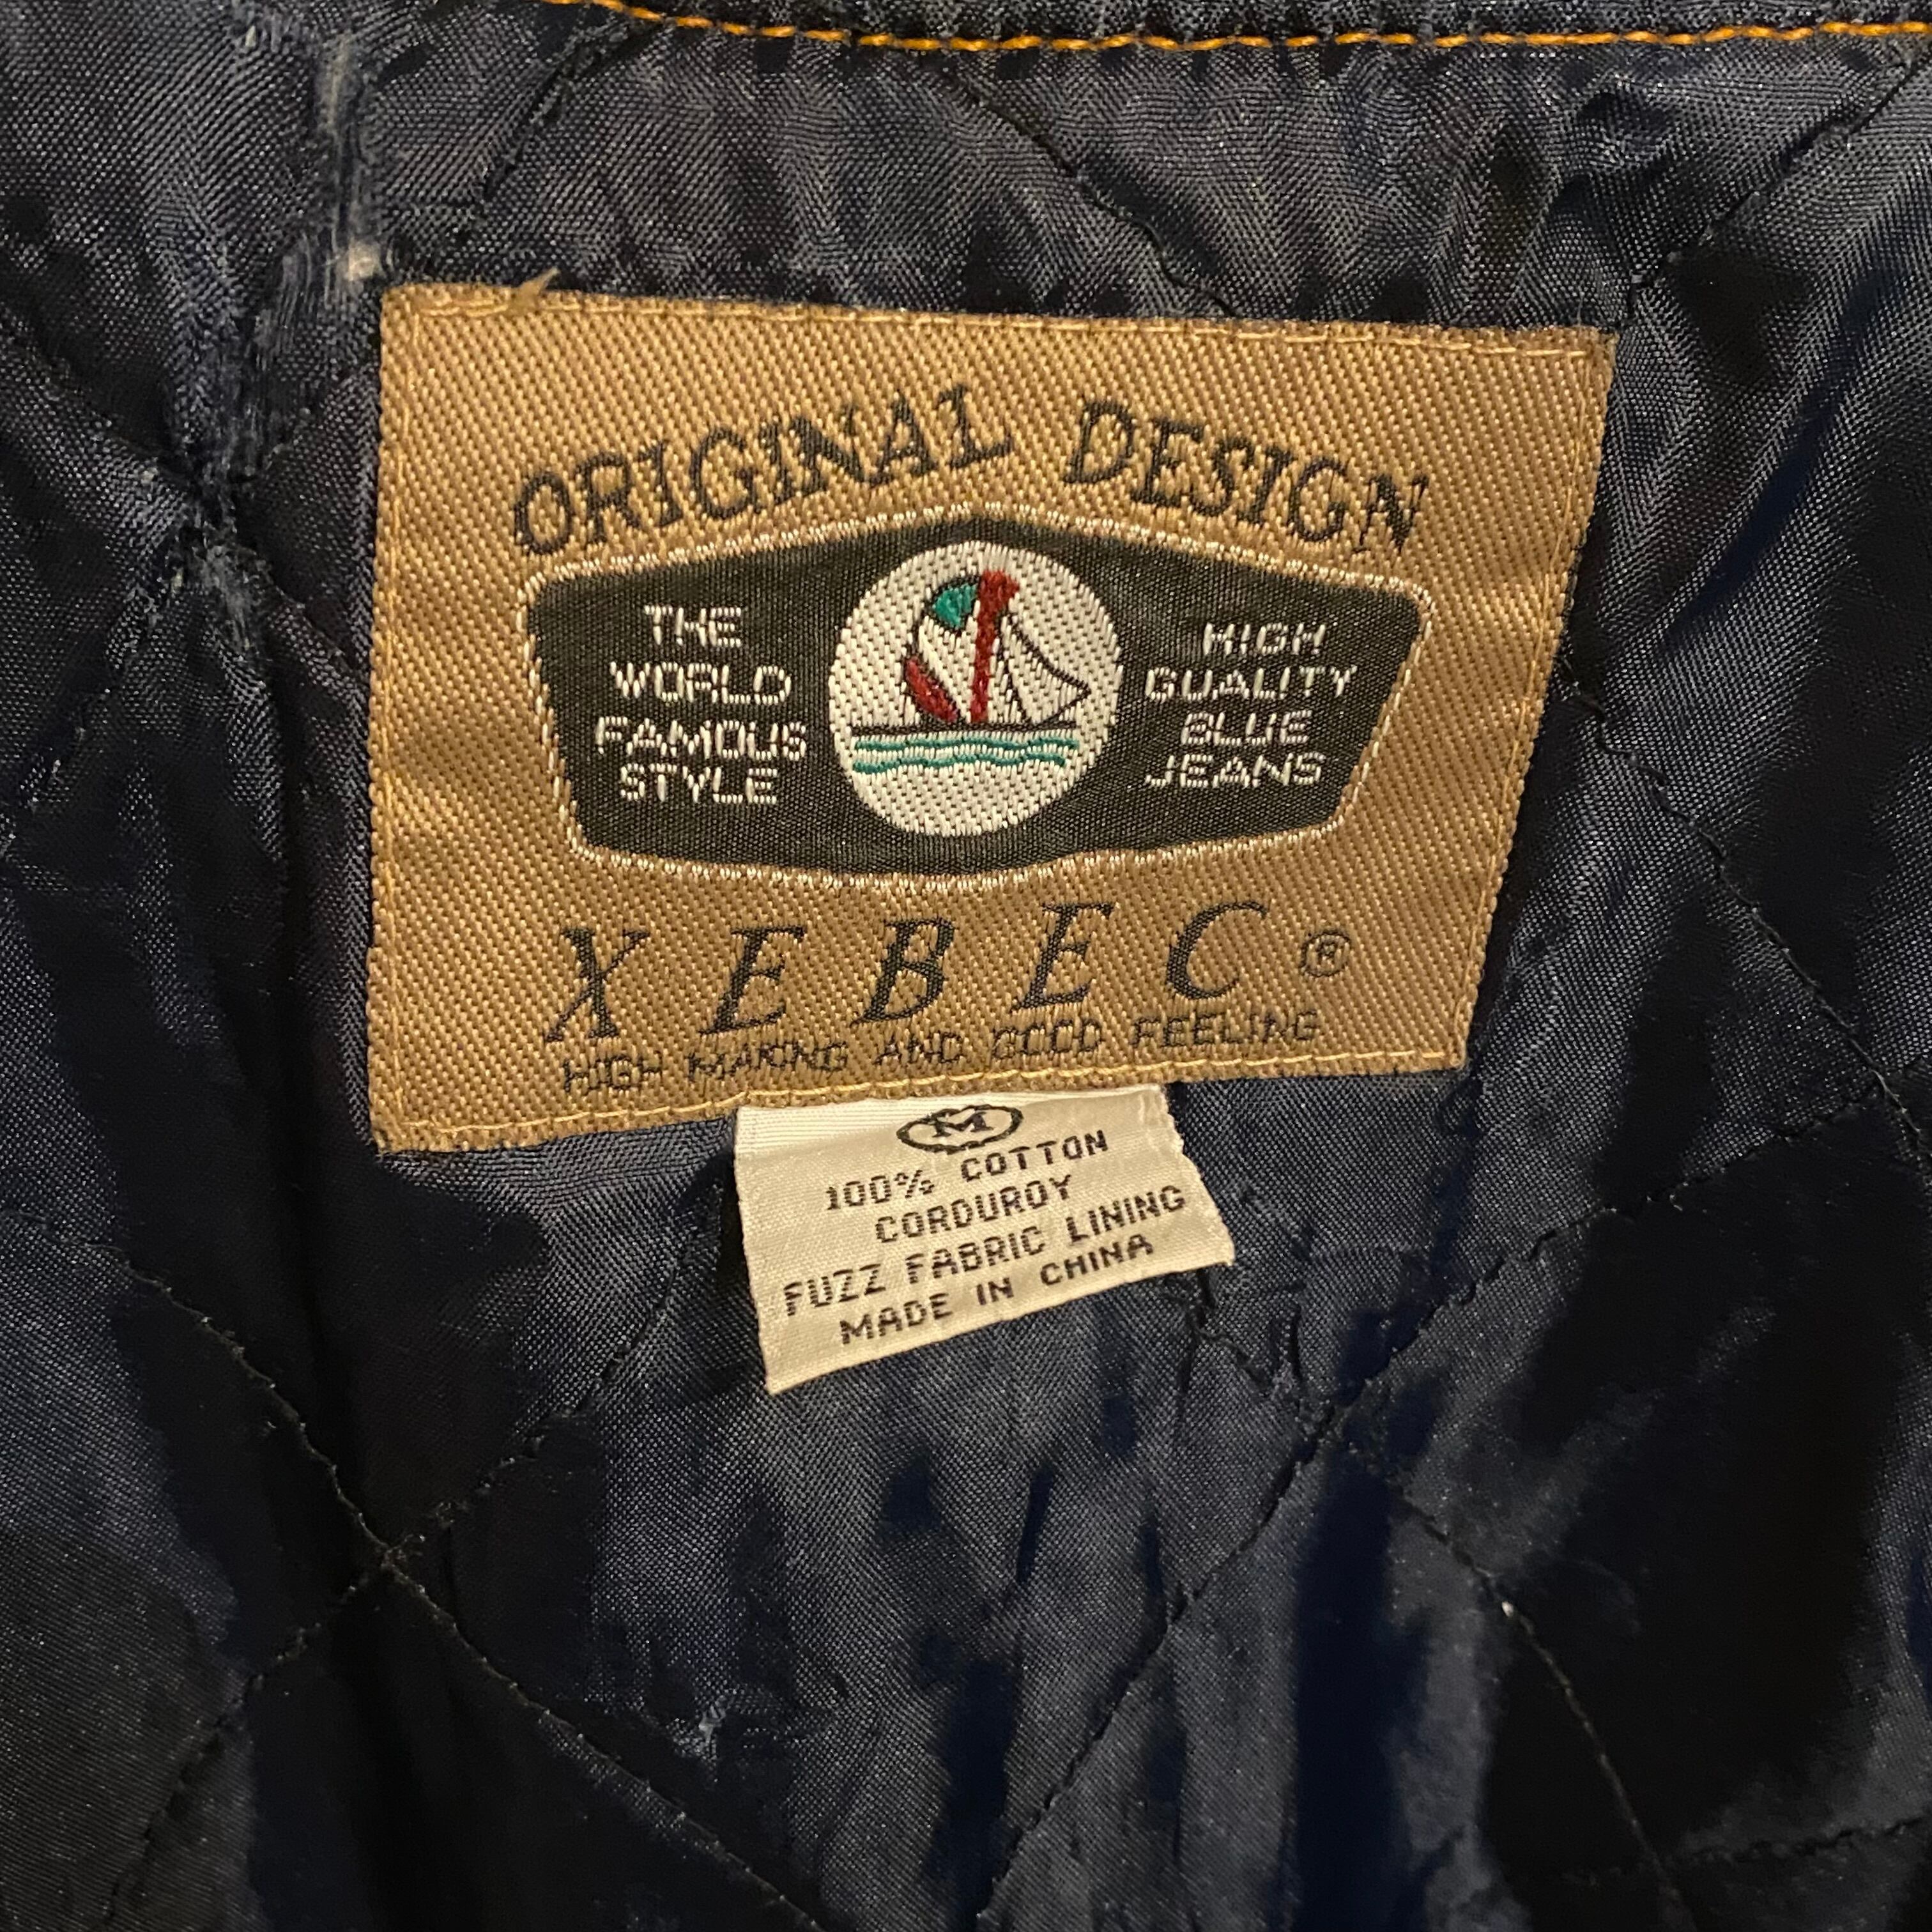 ORIGINAL DESIGN
THE
WORLD
FAMOUS
STYLE
HIGH
QUALITY
BLUE
JEANS
XEBEC®
HIGH MAKING AND GOOD FEELING
M
100% COTTON
CORDUROY
FUZZ FABRIC LINING
MADE IN CHINA